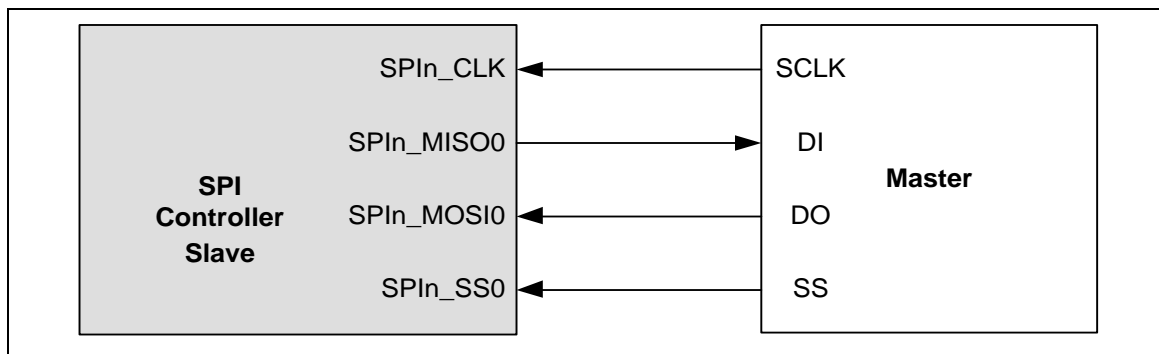 SPIn_CLK
SCLK
SPIn_MISO0
DI
SPI
Controller
Slave
Master
SPIn_MOSI0
DO
SPIn_SS0
SS